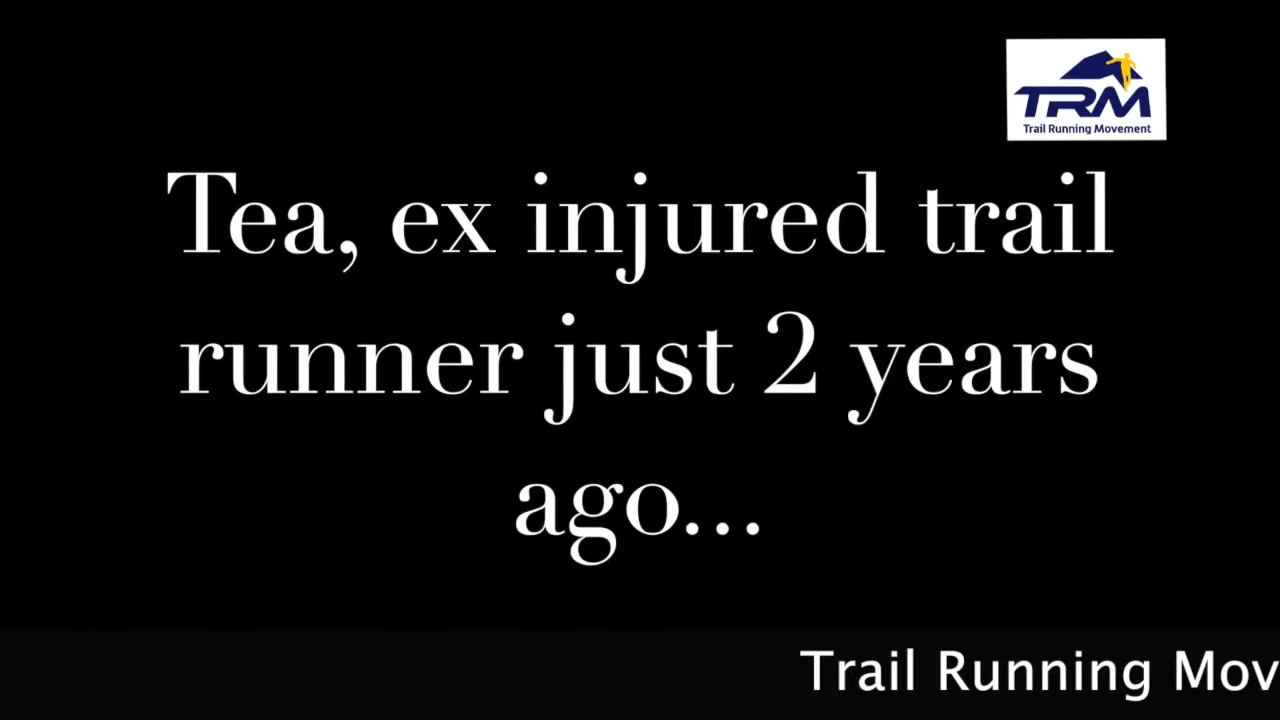 TRM
Trail Running Movement
Tea, ex injured trail
runner just 2 years
ago...
Trail Running Mov